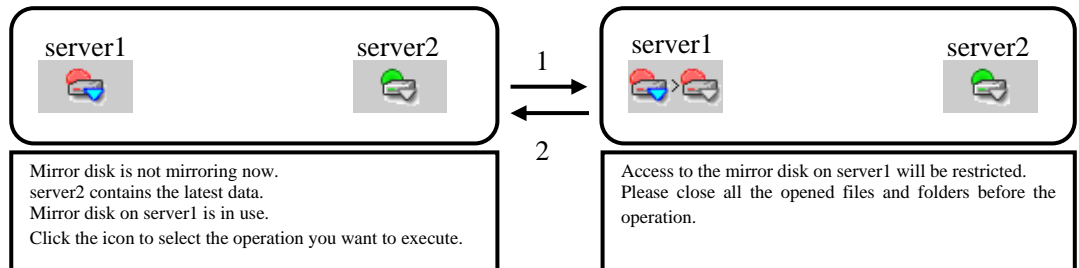 server1
server2
1
2
server1
>
server2
Mirror disk is not mirroring now.
server2 contains the latest data.
Mirror disk on server1 is in use.
Click the icon to select the operation you want to execute.
Access to the mirror disk on server1 will be restricted.
Please close all the opened files and folders before the
operation.